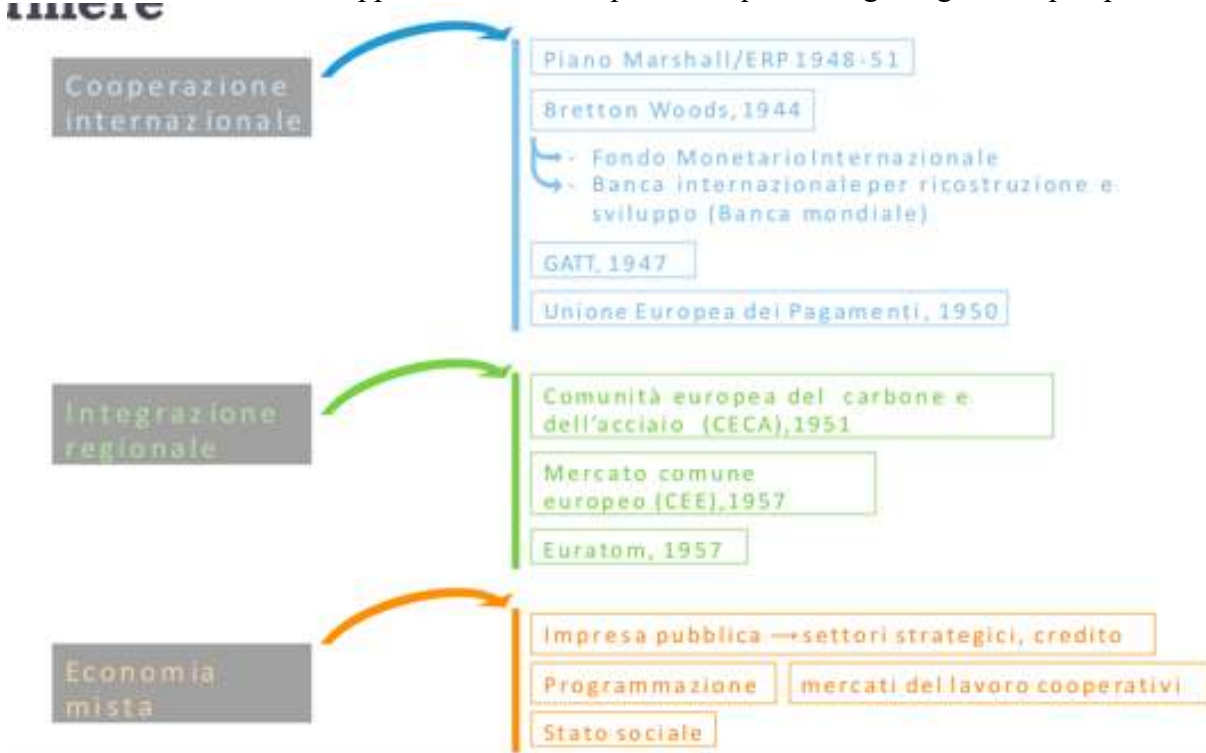 Piano Marshall/ERP 1948-51
Cooperazione
internazionale
Bretton Woods, 1944
- Fondo Monetario Internazionale
- Banca internazionale per ricostruzione e
sviluppo (Banca mondiale)
GATT, 1947
Unione Europea dei Pagamenti, 1950
Integrazione
regionale
Comunità europea del carbone e
dell'acciaio (CECA), 1951
Mercato comune
europeo (CEE), 1957
Euratom, 1957
Economia
mista
Impresa pubblica → settori strategici, credito
Programmazione mercati del lavoro cooperativi
Stato sociale